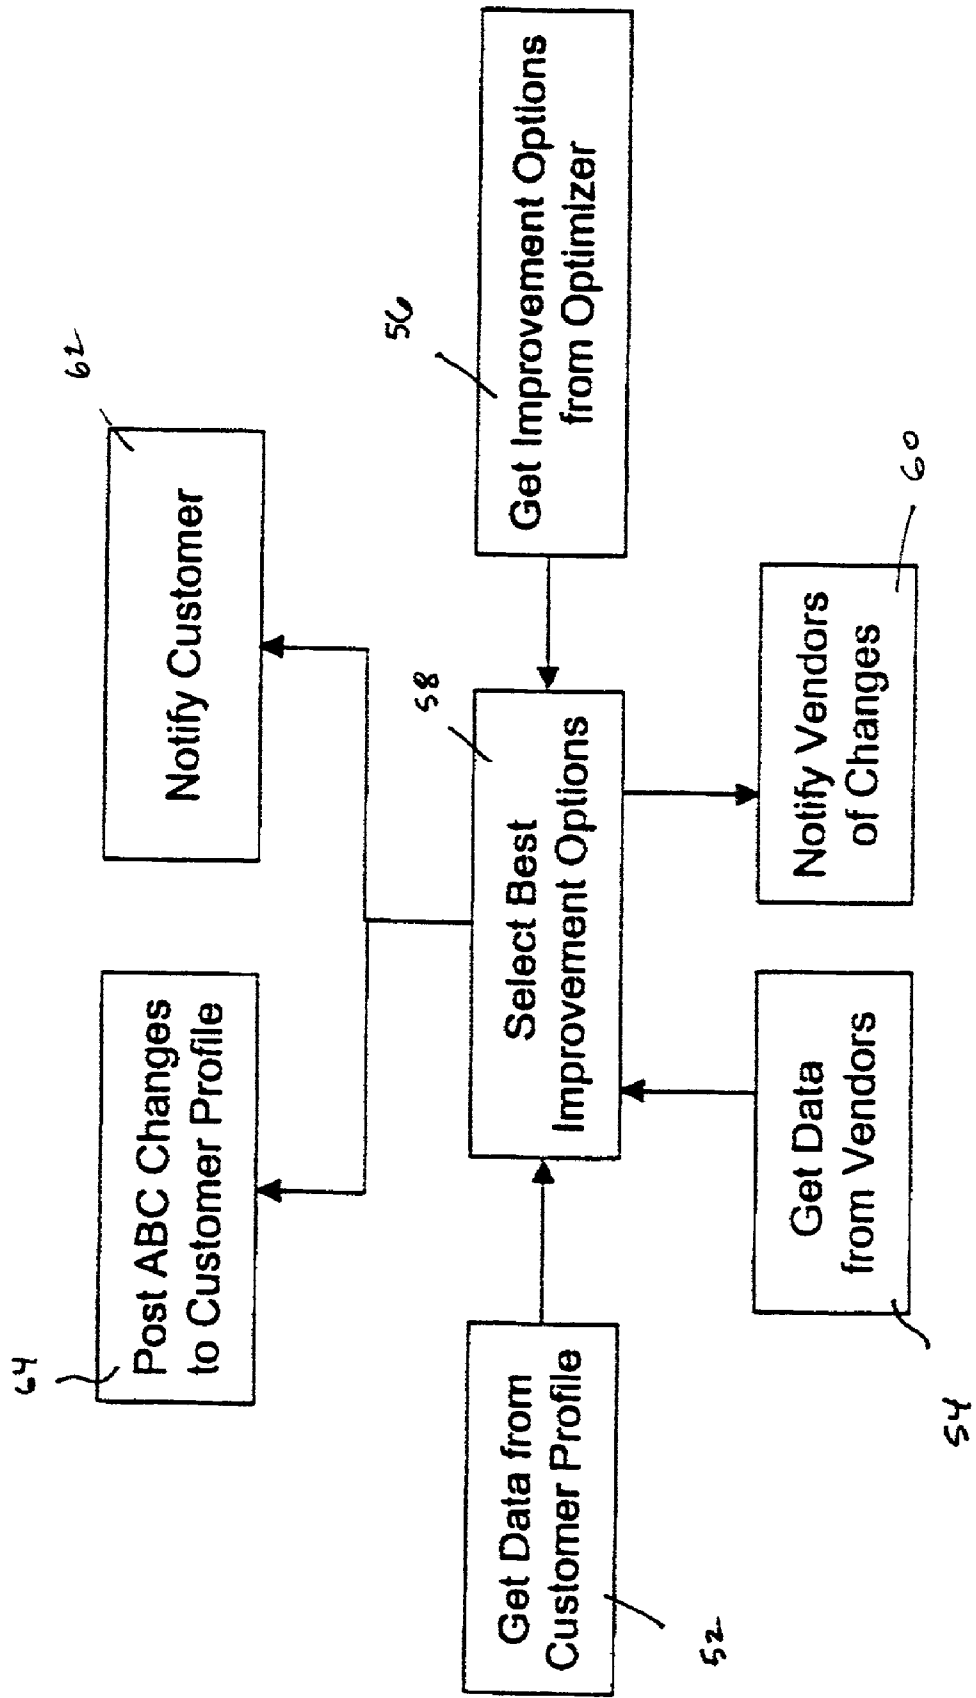 64
Post ABC Changes
to Customer Profile
62
Notify Customer
52
Get Data from
Customer Profile
58
Select Best
Improvement Options
56
Get Improvement Options
from Optimizer
54
Get Data
from Vendors
60
Notify Vendors
of Changes